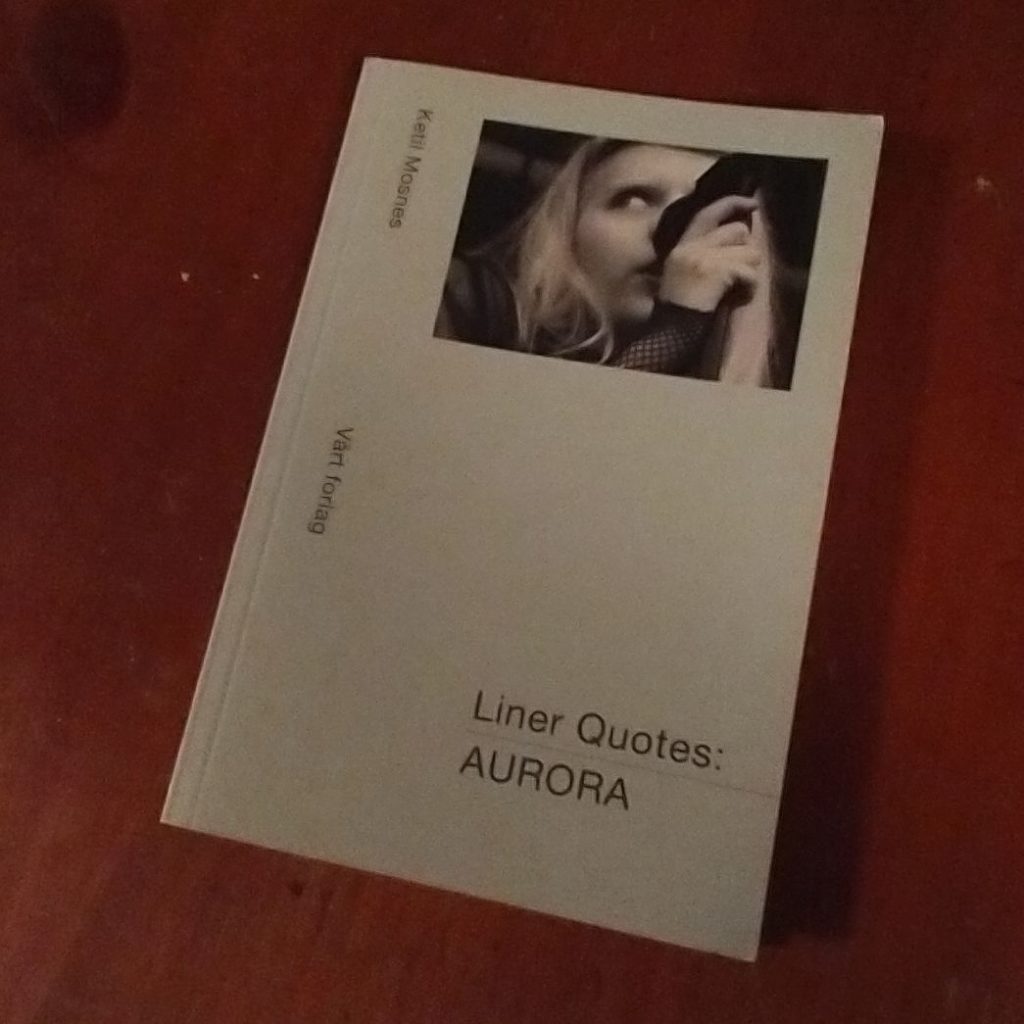 Ketil Mosnes
Vårt forlag
Liner Quotes:
AURORA